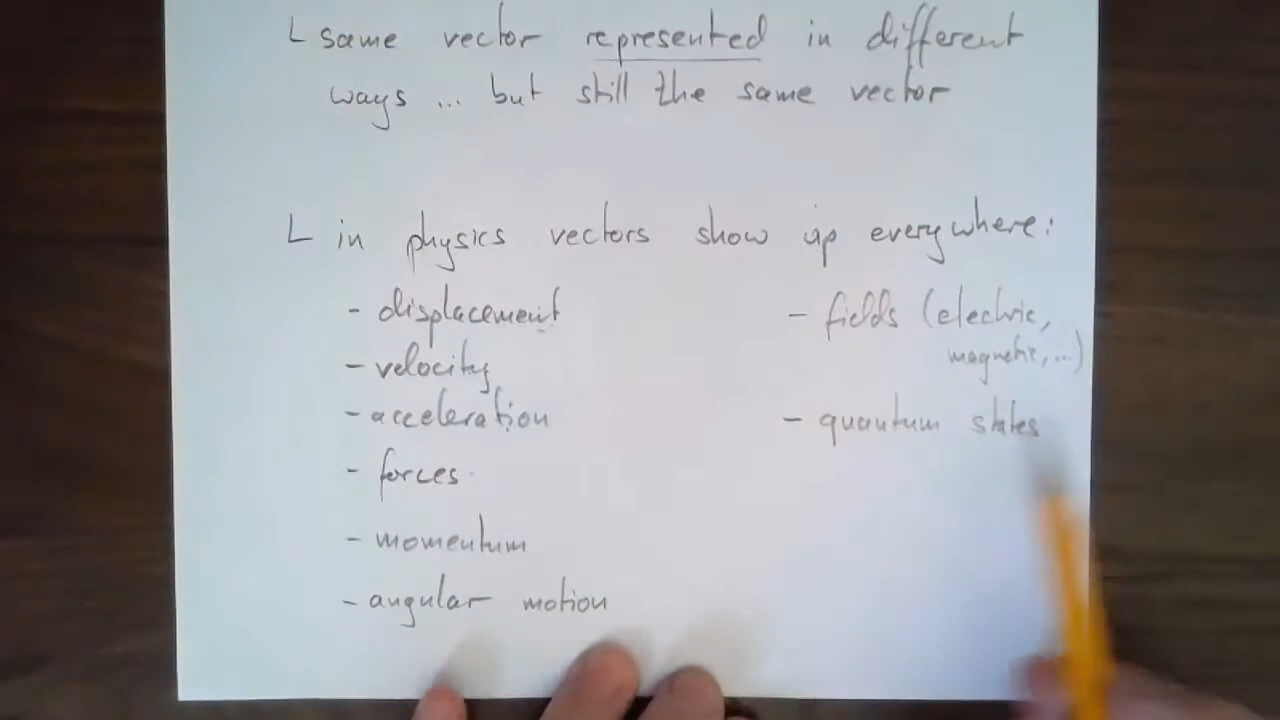 └ same vector represented in different
ways ... but still the same vector
└ in physics vectors show up everywhere:
- displacement
- velocity
- acceleration
- forces
- momentum
- angular motion
- fields (electric,
magnetic,...)
- quantum states